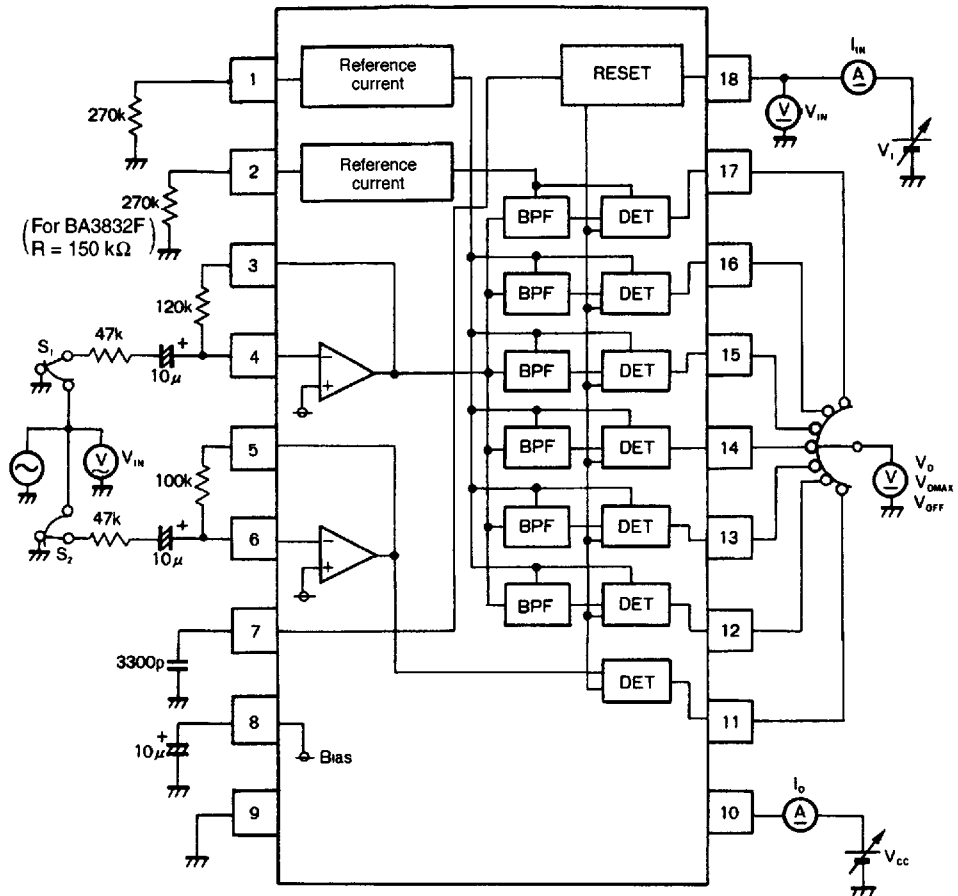 1
Reference
current
RESET
18
I_IN
A
V
V_IN
V_I
270k
2
Reference
current
17
BPF
DET
270k
(For BA3832F
R = 150 kΩ)
3
16
BPF
DET
120k
S₁
47k
+
10μ
4
−
+
15
BPF
DET
5
14
BPF
DET
V
V_IN
100k
V
V_O
V_OMAX
V_OFF
47k
+
10μ
S₂
6
−
+
13
BPF
DET
7
3300p
12
BPF
DET
DET
11
8
+
10μ
Bias
9
10
I_Q
A
V_CC